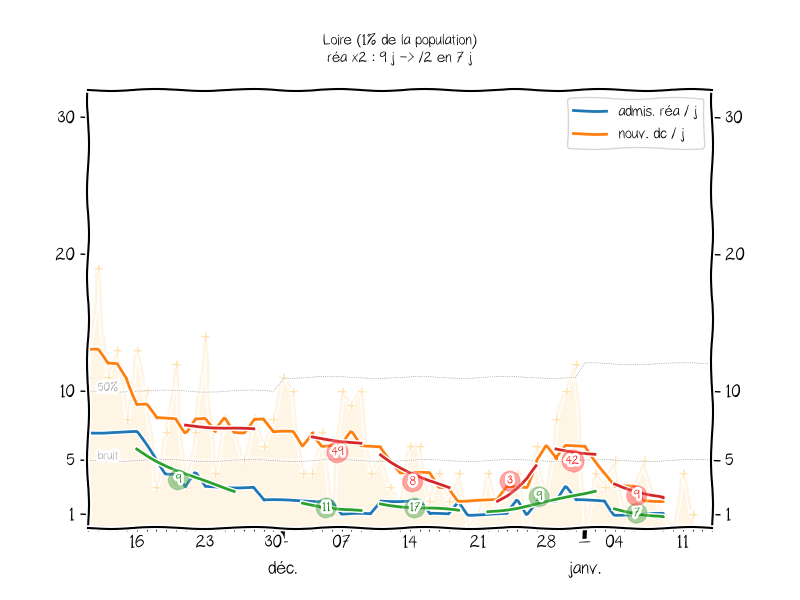 Loire (1% de la population)
réa x2 : 9 j -> /2 en 7 j
admis. réa / j
nouv. dc / j
30 30
20 20
10 10
50%
5 5
bruit
1 1
9 49 11 8 17 3 9 42 9 7
16 23 30 07 14 21 28 04 11
déc. janv.